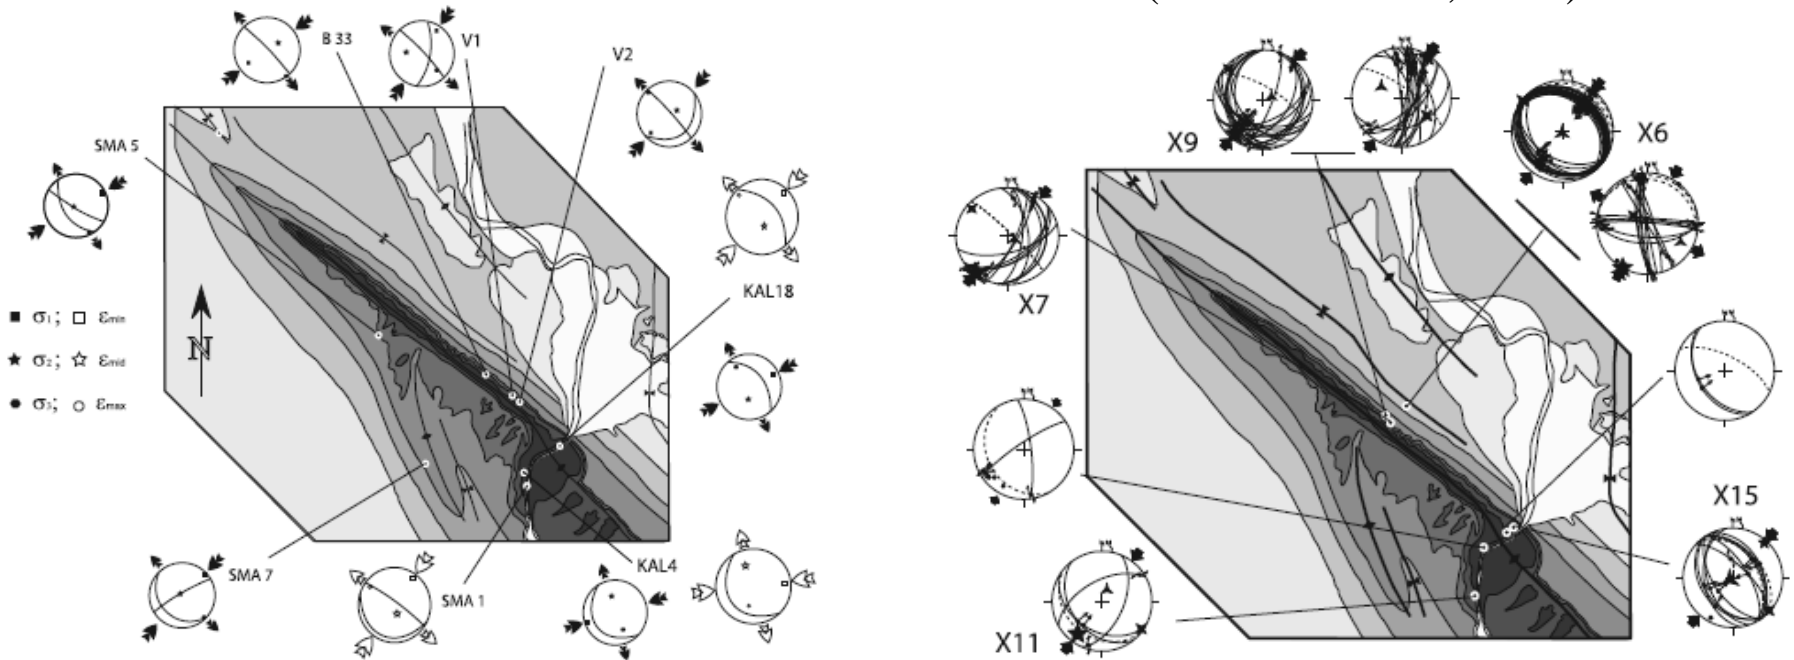 B 33
V1
V2
SMA 5
KAL18
N
■ σ₁; □ εmin
★ σ₂; ☆ εmid
● σ₃; ○ εmax
SMA 7
SMA 1
KAL4
X9
X6
X7
X15
X11